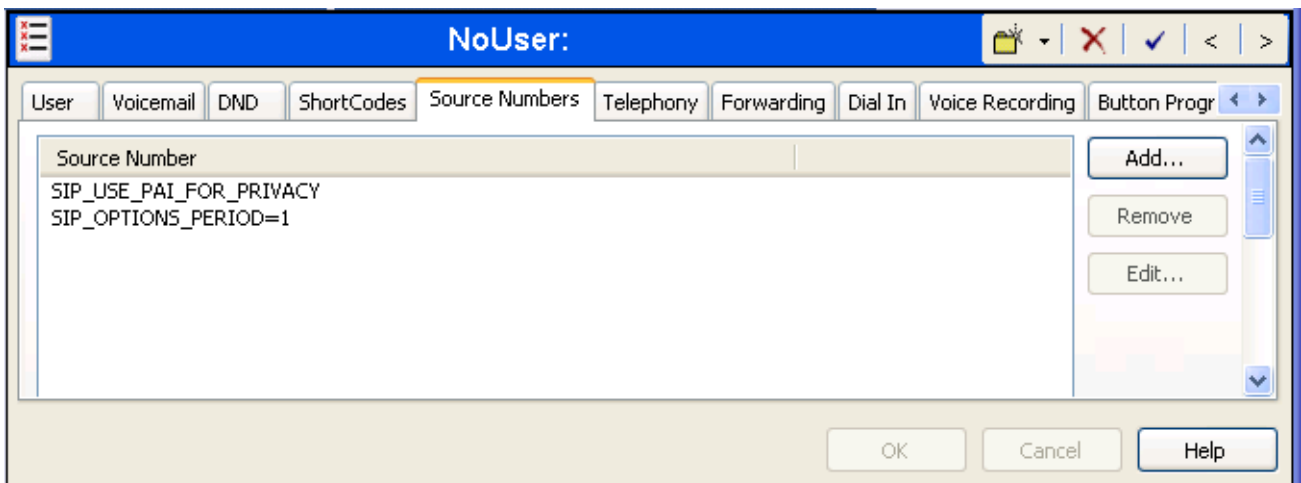 NoUser:
< >
User Voicemail DND ShortCodes Source Numbers Telephony Forwarding Dial In Voice Recording Button Progr
Source Number
Add...
SIP_USE_PAI_FOR_PRIVACY
SIP_OPTIONS_PERIOD=1
Remove
Edit...
OK Cancel Help